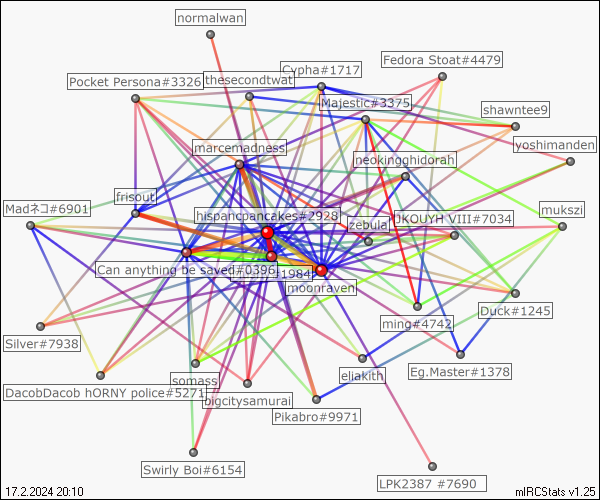 normalwan
Fedora Stoat#4479
Cypha#1717
Pocket Persona#3326
thesecondtwat
Majestic#3375
shawntee9
yoshimanden
marcemadness
neokingghidorah
frisout
Madネコ#6901
hispancpancakes#2928
zebula
DKOUYH VIII#7034
mukszi
Can anything be saved#0396
1984#
moonraven
Duck#1245
ming#4742
Silver#7938
somass
eliakith
Eg.Master#1378
DacobDacob hORNY police#5271
bigcitysamurai
Pikabro#9971
Swirly Boi#6154
LPK2387 #7690
17.2.2024 20:10
mIRCStats v1.25